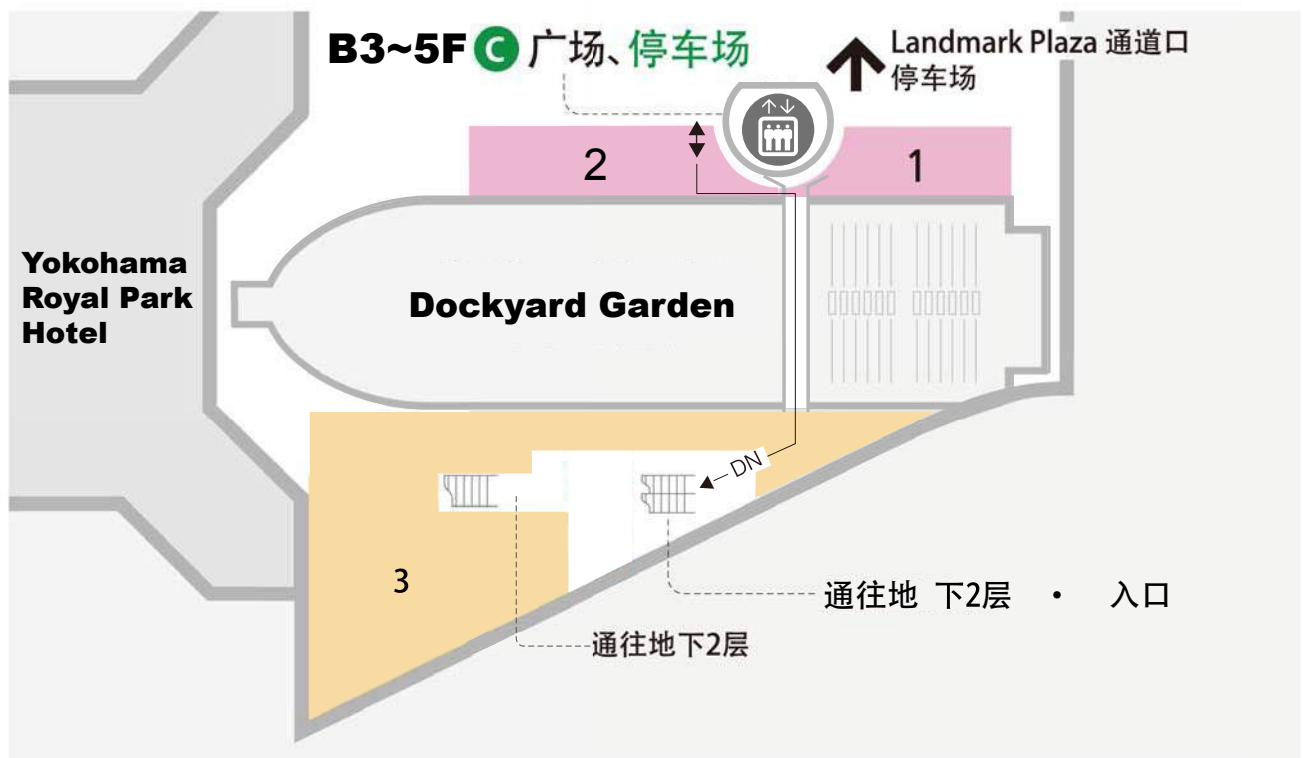 B3~5F C 广场、停车场
Landmark Plaza 通道口
停车场
2
1
Yokohama
Royal Park
Hotel
Dockyard Garden
DN
3
通往地 下2层 • 入口
通往地下2层